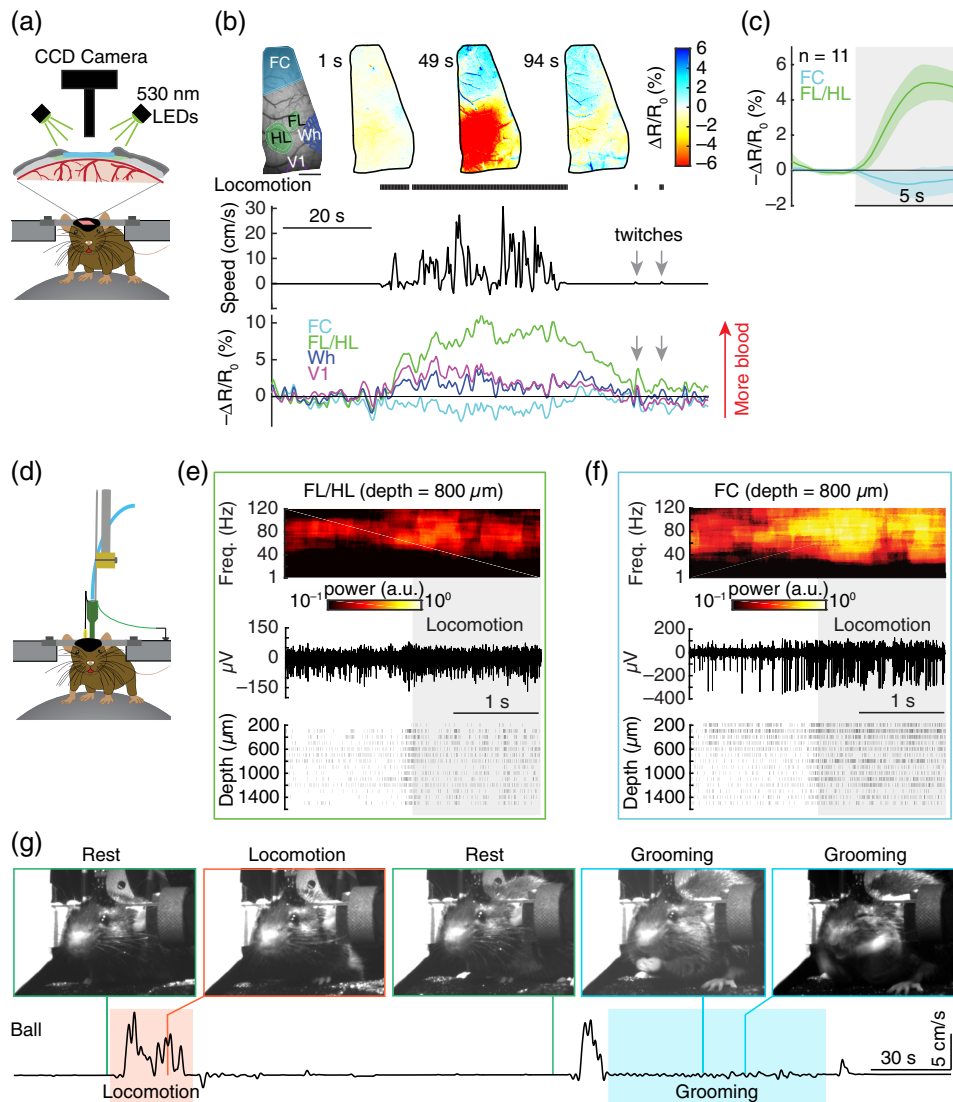 (a)
CCD Camera
530 nm
LEDs
(b)
FC
FL
HL
Wh
V1
1 s
49 s
94 s
6
4
2
0
−2
−4
−6
ΔR/R0 (%)
Locomotion
30
20
10
0
Speed (cm/s)
20 s
twitches
10
5
0
−ΔR/R0 (%)
FC
FL/HL
Wh
V1
More blood
(c)
n = 11
FC
FL/HL
6
4
2
0
−2
−ΔR/R0 (%)
5 s
(d)
(e)
FL/HL (depth = 800 µm)
120
80
40
1
Freq. (Hz)
power (a.u.)
10−1
100
Locomotion
150
0
−150
µV
1 s
200
600
1000
1400
Depth (µm)
(f)
FC (depth = 800 µm)
120
80
40
1
Freq. (Hz)
power (a.u.)
10−1
100
Locomotion
200
0
−200
−400
µV
1 s
200
600
1000
1400
Depth (µm)
(g)
Rest
Locomotion
Rest
Grooming
Grooming
Ball
Locomotion
Grooming
30 s
5 cm/s